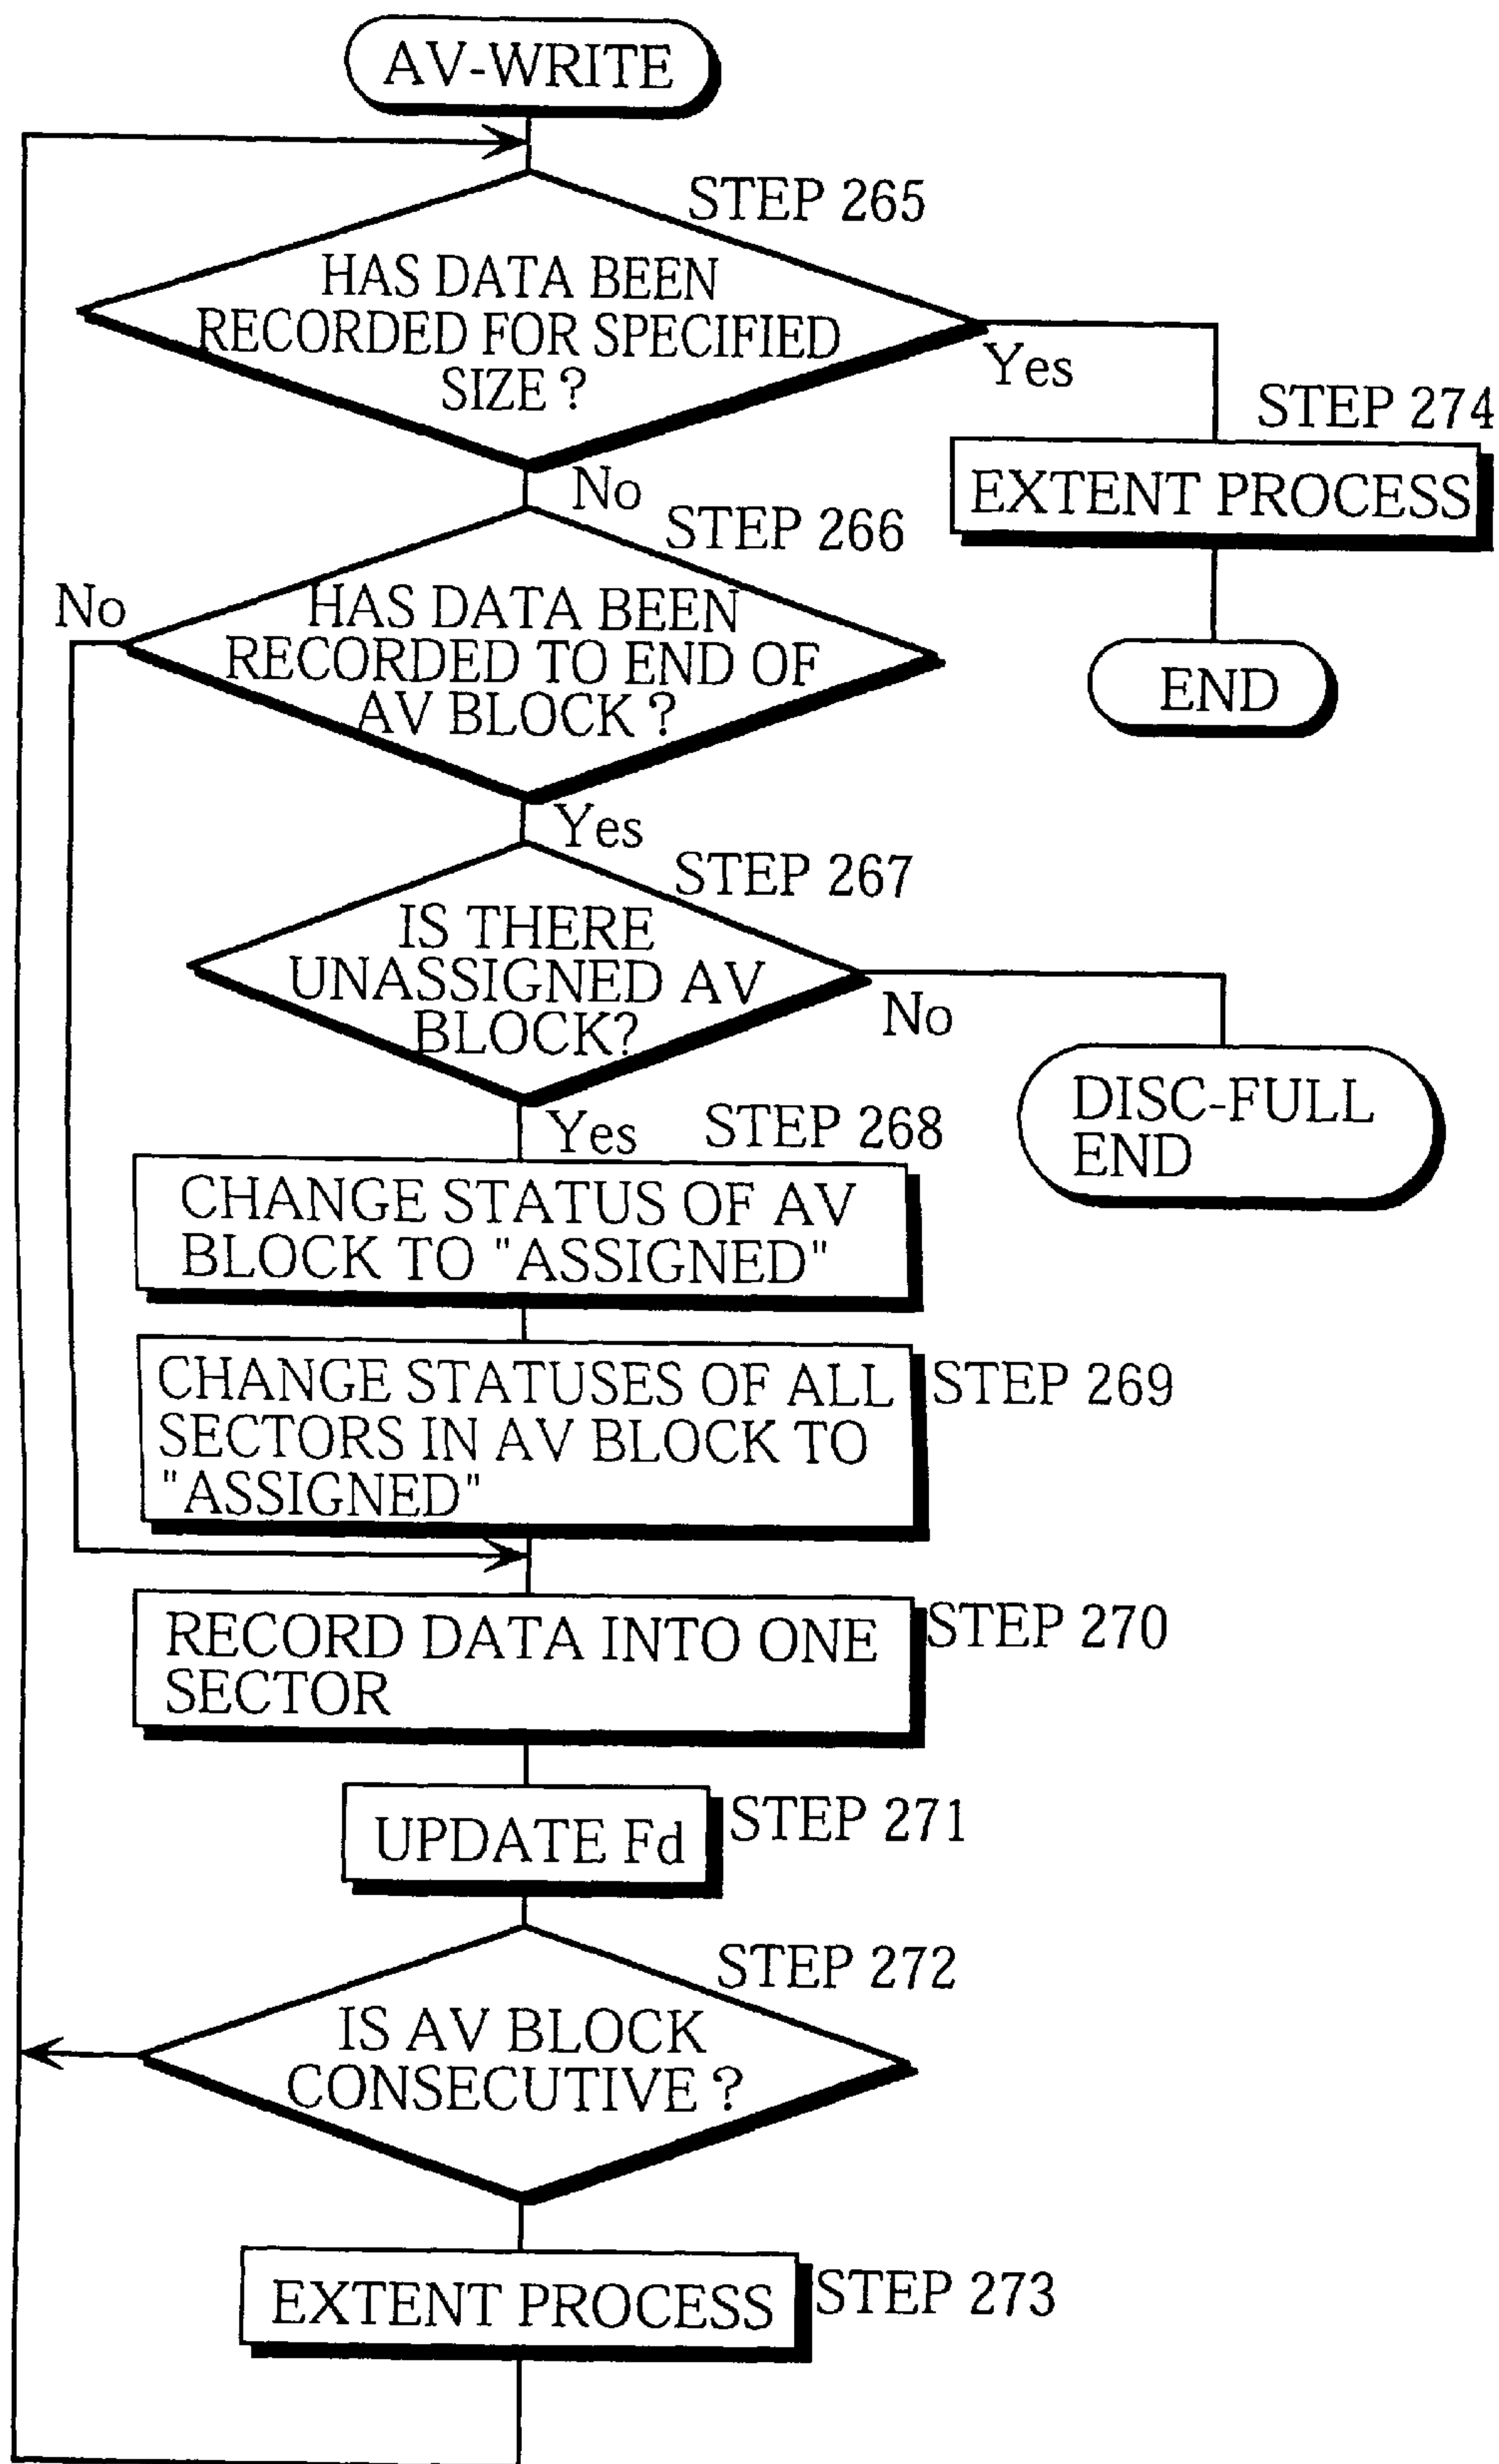 AV-WRITE
STEP 265
HAS DATA BEEN
RECORDED FOR SPECIFIED
SIZE ?
Yes
STEP 274
EXTENT PROCESS
END
No
STEP 266
HAS DATA BEEN
RECORDED TO END OF
AV BLOCK ?
No
Yes
STEP 267
IS THERE
UNASSIGNED AV
BLOCK?
No
DISC-FULL
END
Yes
STEP 268
CHANGE STATUS OF AV
BLOCK TO "ASSIGNED"
CHANGE STATUSES OF ALL
SECTORS IN AV BLOCK TO
"ASSIGNED"
STEP 269
RECORD DATA INTO ONE
SECTOR
STEP 270
UPDATE Fd
STEP 271
STEP 272
IS AV BLOCK
CONSECUTIVE ?
EXTENT PROCESS
STEP 273